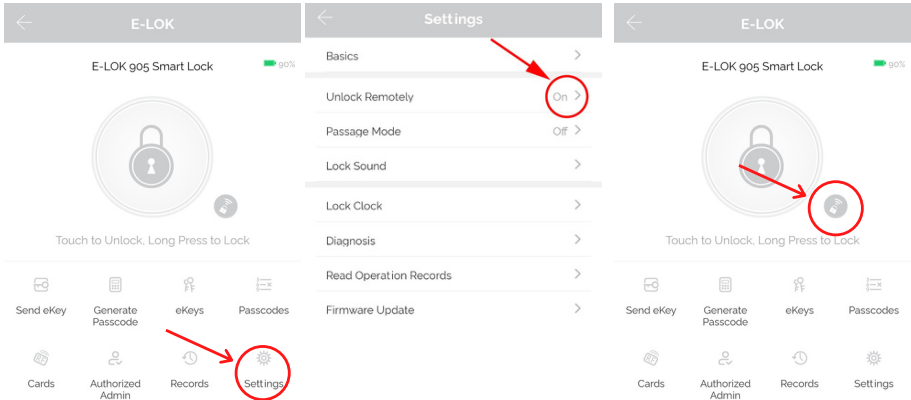 E-LOK
E-LOK 905 Smart Lock
90%
Touch to Unlock, Long Press to Lock
Send eKey
Generate
Passcode
eKeys
Passcodes
Cards
Authorized
Admin
Records
Settings
Settings
Basics
Unlock Remotely
On
Passage Mode
Off
Lock Sound
Lock Clock
Diagnosis
Read Operation Records
Firmware Update
E-LOK
E-LOK 905 Smart Lock
90%
Touch to Unlock, Long Press to Lock
Send eKey
Generate
Passcode
eKeys
Passcodes
Cards
Authorized
Admin
Records
Settings